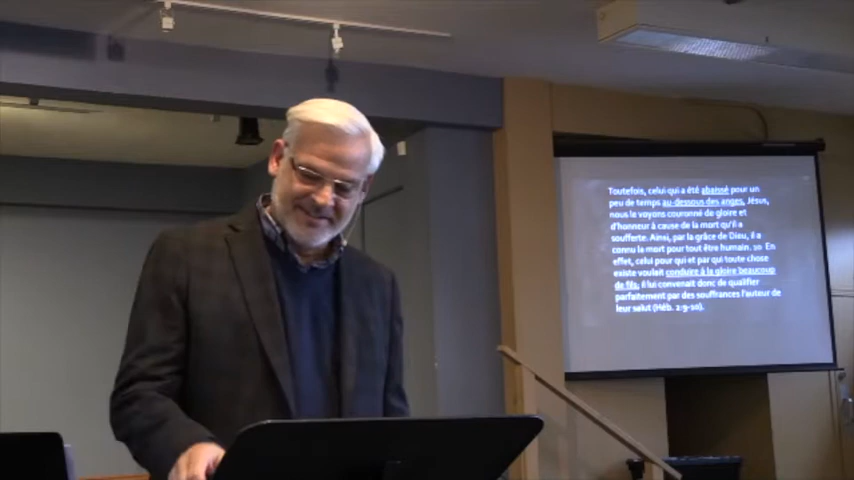 Toutefois, celui qui a été abaissé pour un
peu de temps au-dessous des anges, Jésus,
nous le voyons couronné de gloire et
d'honneur à cause de la mort qu'il a
soufferte. Ainsi, par la grâce de Dieu, il a
connu la mort pour tout être humain. 10 En
effet, celui pour qui et par qui toute chose
existe voulait conduire à la gloire beaucoup
de fils; il lui convenait donc de qualifier
parfaitement par des souffrances l'auteur de
leur salut (Héb. 2:9-10).